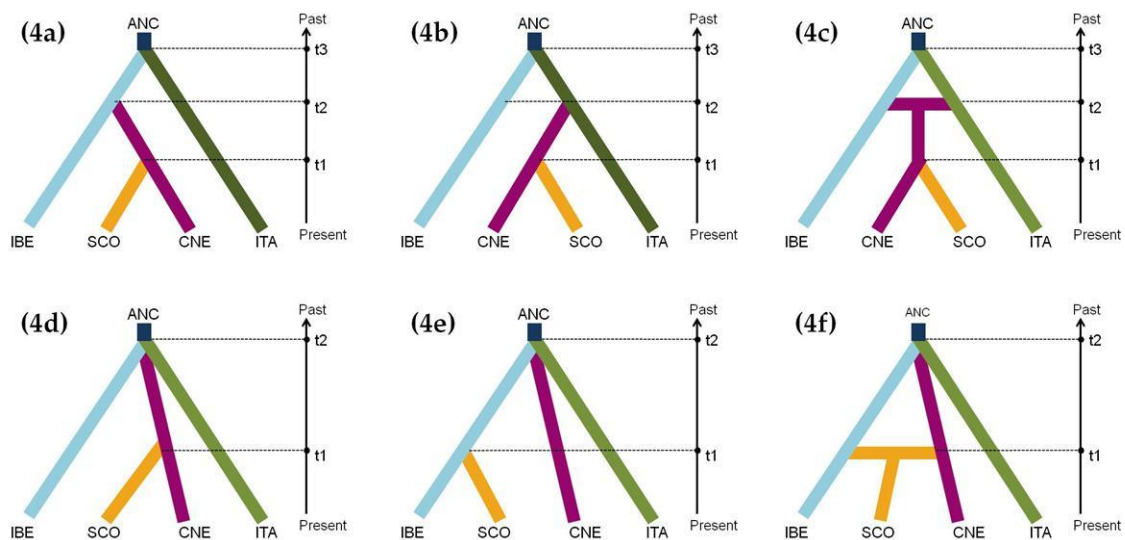 (4a)
ANC
Past
t3
t2
t1
Present
IBE SCO CNE ITA
(4b)
ANC
Past
t3
t2
t1
Present
IBE CNE SCO ITA
(4c)
ANC
Past
t3
t2
t1
Present
IBE CNE SCO ITA
(4d)
ANC
Past
t2
t1
Present
IBE SCO CNE ITA
(4e)
ANC
Past
t2
t1
Present
IBE SCO CNE ITA
(4f)
ANC
Past
t2
t1
Present
IBE SCO CNE ITA